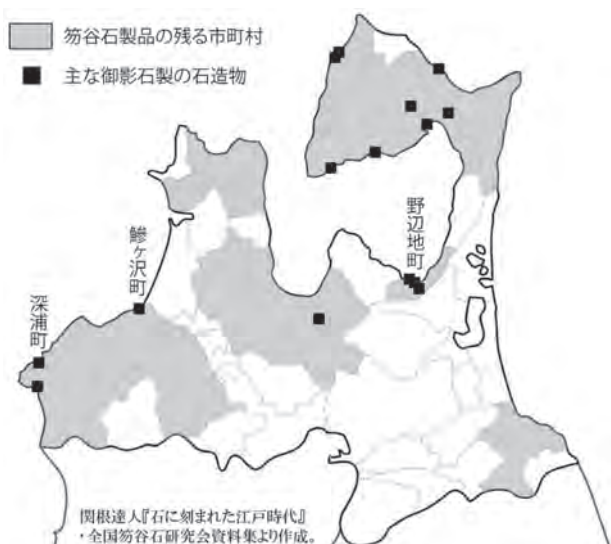 笏谷石製品の残る市町村
主な御影石製の石造物
野辺地町
鰺ヶ沢町
深浦町
関根達人『石に刻まれた江戸時代』
・全国笏谷石研究会資料集より作成。